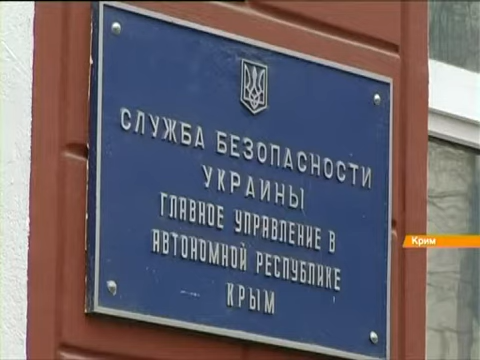 СЛУЖБА БЕЗОПАСНОСТИ
УКРАИНЫ
ГЛАВНОЕ УПРАВЛЕНИЕ В
АВТОНОМНОЙ РЕСПУБЛИКЕ
КРЫМ
Крим